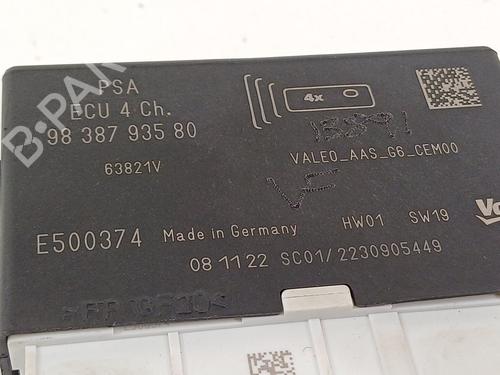 PSA
ECU 4 Ch.
98 387 935 80
63821V
4x
VALEO_AAS_G6_CEM00
E500374
Made in Germany
HW01 SW19
081122 SC01/2230905449
B-PARTS